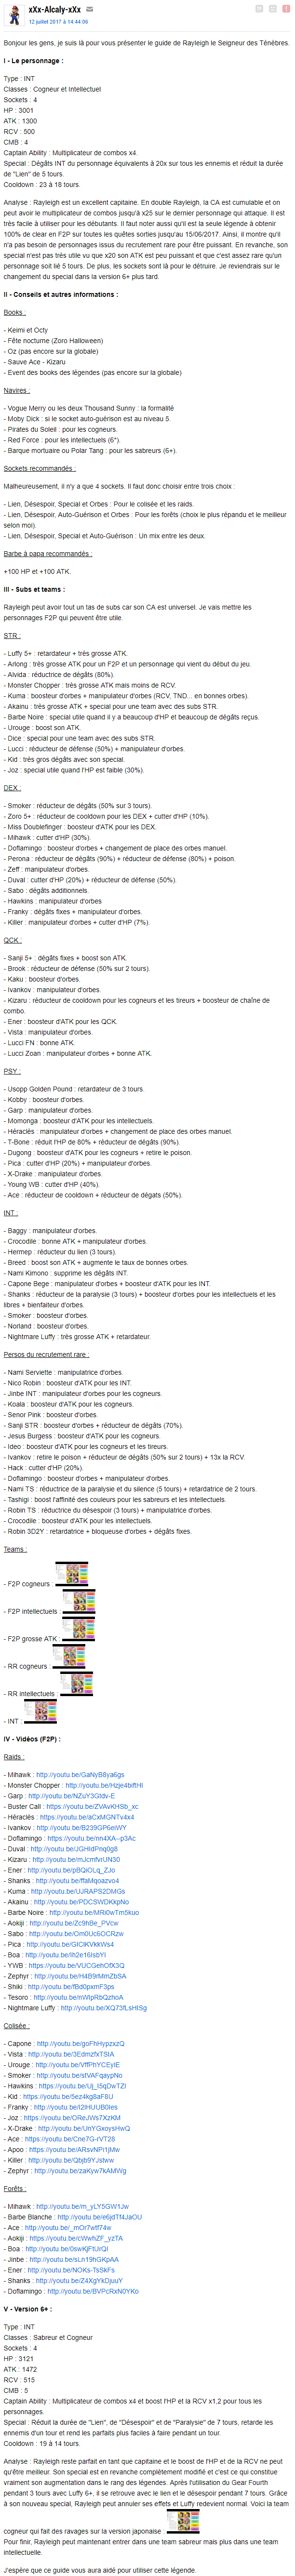 xXx-Alcaly-xXx
12 juillet 2017 à 14:44:06
Bonjour les gens, je suis là pour vous présenter le guide de Rayleigh le Seigneur des Ténèbres.
I - Le personnage :
Type : INT
Classes : Cogneur et Intellectuel
Sockets : 4
HP : 3001
ATK : 1300
RCV : 500
CMB : 4
Captain Ability : Multiplicateur de combos x4.
Special : Dégâts INT du personnage équivalents à 20x sur tous les ennemis et réduit la durée
de "Lien" de 5 tours.
Cooldown : 23 à 18 tours.
Analyse : Rayleigh est un excellent capitaine. En double Rayleigh, la CA est cumulable et on
peut avoir le multiplicateur de combos jusqu'à x25 sur le dernier personnage qui attaque. Il est
très facile à utiliser pour les débutants. Il faut noter aussi qu'il est la seule légende à obtenir
100% de clear en F2P sur toutes les quêtes sorties jusqu'au 15/06/2017. Ainsi, il montre qu'il
n'a pas besoin de personnages issus du recrutement rare pour être puissant. En revanche, son
special n'est pas très utile vu que x20 son ATK est peu puissant et que c'est assez rare qu'un
personnage soit lié 5 tours. De plus, les sockets sont là pour le détruire. Je reviendrais sur le
changement du special dans la version 6+ plus tard.
II - Conseils et autres informations :
Books :
- Keimi et Octy
- Fête nocturne (Zoro Halloween)
- Oz (pas encore sur la globale)
- Sauve Ace - Kizaru
- Event des books des légendes (pas encore sur la globale)
Navires :
- Vogue Merry ou les deux Thousand Sunny : la formalité
- Moby Dick : si le socket auto-guérison est au niveau 5.
- Pirates du Soleil : pour les cogneurs.
- Red Force : pour les intellectuels (6*).
- Barque mortuaire ou Polar Tang : pour les sabreurs (6+).
Sockets recommandés :
Malheureusement, il n'y a que 4 sockets. Il faut donc choisir entre trois choix :
- Lien, Désespoir, Special et Orbes : Pour le colisée et les raids.
- Lien, Désespoir, Auto-Guérison et Orbes : Pour les forêts (choix le plus répandu et le meilleur
selon moi).
- Lien, Désespoir, Special et Auto-Guérison : Un mix entre les deux.
Barbe à papa recommandés :
+100 HP et +100 ATK.
III - Subs et teams :
Rayleigh peut avoir tout un tas de subs car son CA est universel. Je vais mettre les
personnages F2P qui peuvent être utile.
STR :
- Luffy 5+ : retardateur + très grosse ATK.
- Arlong : très grosse ATK pour un F2P et un personnage qui vient du début du jeu.
- Alvida : réductrice de dégâts (80%).
- Monster Chopper : très grosse ATK mais moins de RCV.
- Kuma : boosteur d'orbes + manipulateur d'orbes (RCV, TND... en bonnes orbes).
- Akainu : très grosse ATK + special pour une team avec des subs STR.
- Barbe Noire : special utile quand il y a beaucoup d'HP et beaucoup de dégâts reçus.
- Urouge : boost son ATK.
- Dice : special pour une team avec des subs STR.
- Lucci : réducteur de défense (50%) + manipulateur d'orbes.
- Kid : très gros dégâts avec son special.
- Joz : special utile quand l'HP est faible (30%).
DEX :
- Smoker : réducteur de dégâts (50% sur 3 tours).
- Zoro 5+ : réducteur de cooldown pour les DEX + cutter d'HP (10%).
- Miss Doublefinger : boosteur d'ATK pour les DEX.
- Mihawk : cutter d'HP (30%).
- Doflamingo : boosteur d'orbes + changement de place des orbes manuel.
- Perona : réducteur de dégâts (90%) + réducteur de défense (80%) + poison.
- Zeff : manipulateur d'orbes.
- Duval : cutter d'HP (20%) + réducteur de défense (50%).
- Sabo : dégâts additionnels.
- Hawkins : manipulateur d'orbes
- Franky : dégâts fixes + manipulateur d'orbes.
- Killer : manipulateur d'orbes + cutter d'HP (7%).
QCK :
- Sanji 5+ : dégâts fixes + boost son ATK.
- Brook : réducteur de défense (50% sur 2 tours).
- Kaku : boosteur d'orbes.
- Ivankov : manipulateur d'orbes.
- Kizaru : réducteur de cooldown pour les cogneurs et les tireurs + boosteur de chaîne de
combo.
- Ener : boosteur d'ATK pour les QCK.
- Vista : manipulateur d'orbes.
- Lucci FN : bonne ATK.
- Lucci Zoan : manipulateur d'orbes + bonne ATK.
PSY :
- Usopp Golden Pound : retardateur de 3 tours.
- Kobby : boosteur d'orbes.
- Garp : manipulateur d'orbes.
- Momonga : boosteur d'ATK pour les intellectuels.
- Héraclès : manipulateur d'orbes + changement de place des orbes manuel.
- T-Bone : réduit l'HP de 80% + réducteur de dégâts (90%).
- Dugong : boosteur d'ATK pour les cogneurs + retire le poison.
- Pica : cutter d'HP (20%) + manipulateur d'orbes.
- X-Drake : manipulateur d'orbes.
- Young WB : cutter d'HP (40%).
- Ace : réducteur de cooldown + réducteur de dégats (50%).
INT :
- Baggy : manipulateur d'orbes.
- Crocodile : bonne ATK + manipulateur d'orbes.
- Hermep : réducteur du lien (3 tours).
- Breed : boost son ATK + augmente le taux de bonnes orbes.
- Nami Kimono : supprime les dégâts INT.
- Capone Bege : manipulateur d'orbes + boosteur d'ATK pour les INT.
- Shanks : réducteur de la paralysie (3 tours) + boosteur d'orbes pour les intellectuels et les
libres + bienfaiteur d'orbes.
- Smoker : boosteur d'orbes.
- Norland : boosteur d'orbes.
- Nightmare Luffy : très grosse ATK + retardateur.
Persos du recrutement rare :
- Nami Serviette : manipulatrice d'orbes.
- Nico Robin : boosteur d'ATK pour les INT.
- Jinbe INT : manipulateur d'orbes pour les cogneurs.
- Koala : boosteur d'ATK pour les cogneurs.
- Senor Pink : boosteur d'orbes.
- Sanji STR : boosteur d'orbes + réducteur de dégâts (70%).
- Jesus Burgess : boosteur d'ATK pour les cogneurs.
- Ideo : boosteur d'ATK pour les cogneurs et les tireurs.
- Ivankov : retire le poison + réducteur de dégâts (50% sur 2 tours) + 13x la RCV.
- Hack : cutter d'HP (20%).
- Doflamingo : boosteur d'orbes + manipulateur d'orbes.
- Nami TS : réductrice de la paralysie et du silence (5 tours) + retardatrice de 2 tours.
- Tashigi : boost l'affinité des couleurs pour les sabreurs et les intellectuels.
- Robin TS : réductrice du désespoir (3 tours) + manipulatrice d'orbes.
- Crocodile : boosteur d'ATK pour les intellectuels.
- Robin 3D2Y : retardatrice + bloqueuse d'orbes + dégâts fixes.
Teams :
- F2P cogneurs :
- F2P intellectuels :
- F2P grosse ATK :
- RR cogneurs :
- RR intellectuels :
- INT :
IV - Vidéos (F2P) :
Raids :
- Mihawk : http://youtu.be/GaNyB8ya6gs
- Monster Chopper : http://youtu.be/Hzje4biftHI
- Garp : http://youtu.be/NZuY3Gtdv-E
- Buster Call : https://youtu.be/ZVAvKHSb_xc
- Héraclès : https://youtu.be/aCxMGNTv4x4
- Ivankov : http://youtu.be/B239GP6eiWY
- Doflamingo : https://youtu.be/nn4XA--p3Ac
- Duval : http://youtu.be/JGHIdPnq0g8
- Kizaru : http://youtu.be/mJcmfvrUN30
- Ener : http://youtu.be/pBQiOLq_ZJo
- Shanks : http://youtu.be/ffaMqoazvo4
- Kuma : http://youtu.be/UJRAPS2DMGs
- Akainu : http://youtu.be/PDCSWDKkpNo
- Barbe Noire : http://youtu.be/MRi0wTm5kuo
- Aokiji : http://youtu.be/Zc9hBe_PVcw
- Sabo : http://youtu.be/Om0Uc6OCRzw
- Pica : http://youtu.be/GICIKVkkWs4
- Boa : http://youtu.be/Ih2e16IsbYI
- YWB : https://youtu.be/VUCGehOfX3Q
- Zephyr : http://youtu.be/H4B9rMmZbSA
- Shiki : http://youtu.be/fBd0pxmF3ps
- Tesoro : http://youtu.be/nWtpRbQzhoA
- Nightmare Luffy : http://youtu.be/XQ73fLsHISg
Colisée :
- Capone : http://youtu.be/goFhHypzxzQ
- Vista : http://youtu.be/3EdmzfxTSIA
- Urouge : http://youtu.be/VffPhYCEylE
- Smoker : http://youtu.be/stVAFqaypNo
- Hawkins : https://youtu.be/Uj_I5qDwTZI
- Kid : https://youtu.be/5ez4kg8aF8U
- Franky : http://youtu.be/l2IHUUB0Ies
- Joz : https://youtu.be/OReJWs7XzKM
- X-Drake : http://youtu.be/UnYGxoysHwQ
- Ace : https://youtu.be/Cne7G-rVT28
- Apoo : https://youtu.be/ARsvNPi1jMw
- Killer : http://youtu.be/Qbjb9YJstww
- Zephyr : http://youtu.be/zaKyw7kAMWg
Forêts :
- Mihawk : http://youtu.be/m_yLY5GW1Jw
- Barbe Blanche : http://youtu.be/e6jdTf4JaOU
- Ace : http://youtu.be/_mOr7wtf74w
- Aokiji : https://youtu.be/cWwhZF_yzTA
- Boa : http://youtu.be/0swKjFfUrQI
- Jinbe : http://youtu.be/sLn19hGKpAA
- Ener : http://youtu.be/NOKs-TsSkFs
- Shanks : http://youtu.be/Z4XgYkDjuuY
- Doflamingo : http://youtu.be/BVPcRxN0YKo
V - Version 6+ :
Type : INT
Classes : Sabreur et Cogneur
Sockets : 4
HP : 3121
ATK : 1472
RCV : 515
CMB : 5
Captain Ability : Multiplicateur de combos x4 et boost l'HP et la RCV x1,2 pour tous les
personnages.
Special : Réduit la durée de "Lien", de "Désespoir" et de "Paralysie" de 7 tours, retarde les
ennemis d'un tour et rend les parfaits plus faciles à faire pendant un tour.
Cooldown : 19 à 14 tours.
Analyse : Rayleigh reste parfait en tant que capitaine et le boost de l'HP et de la RCV ne peut
qu'être meilleur. Son special est en revanche complètement modifié et c'est ce qui constitue
vraiment son augmentation dans le rang des légendes. Après l'utilisation du Gear Fourth
pendant 3 tours avec Luffy 6+, il se retrouve avec le lien et le désespoir pendant 7 tours. Grâce
à son nouveau special, Rayleigh peut annuler ses effets et Luffy redevient normal. Voici la team
cogneur qui fait des ravages sur la version japonaise :
Pour finir, Rayleigh peut maintenant entrer dans une team sabreur mais plus dans une team
intellectuelle.
J'espère que ce guide vous aura aidé pour utiliser cette légende.